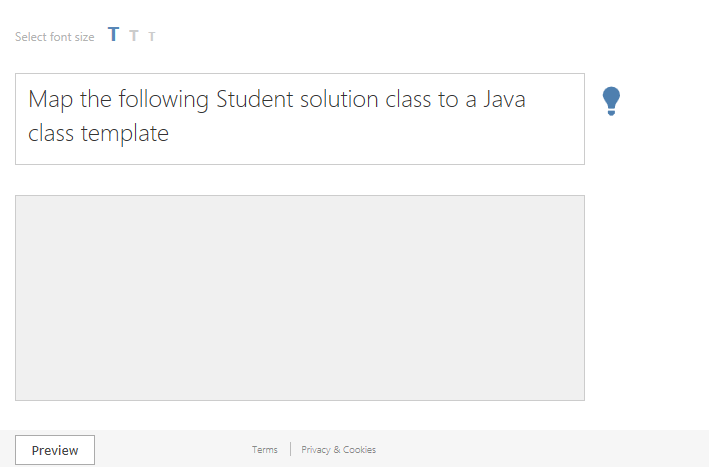 Select font size T T T
Map the following Student solution class to a Java
class template
Preview
Terms
Privacy & Cookies